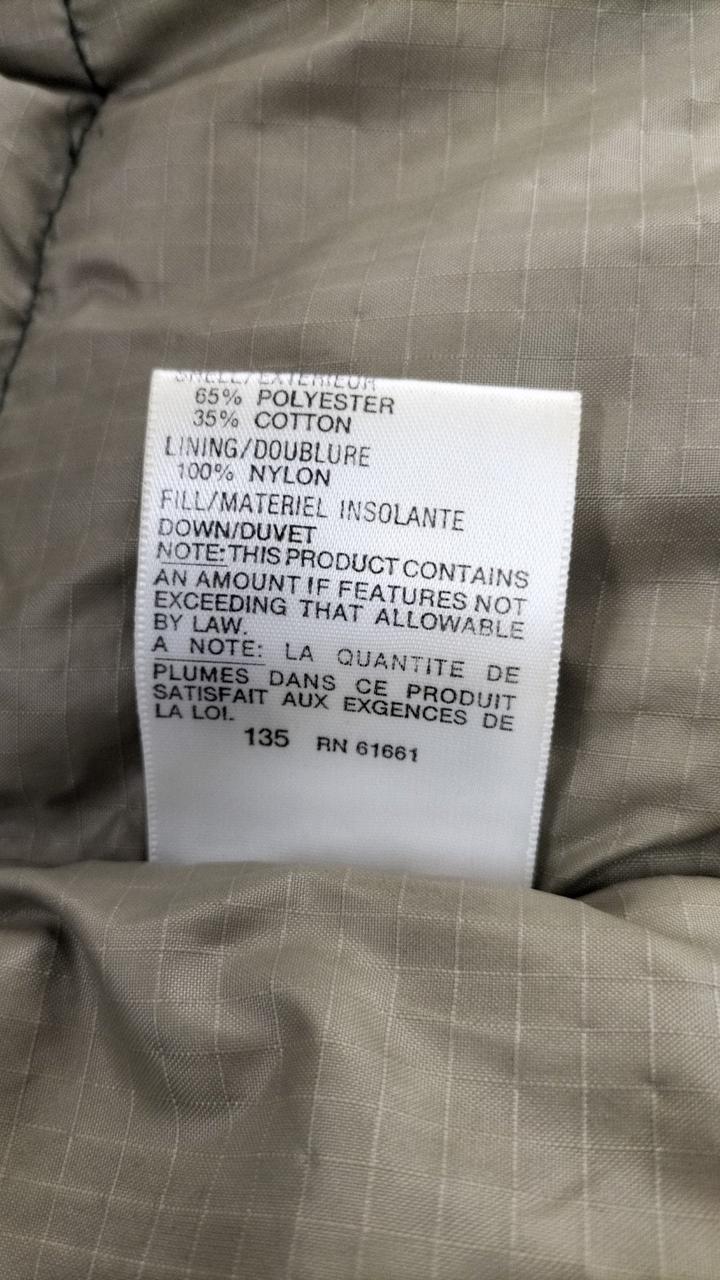 SHELL/EXTERIEUR
65% POLYESTER
35% COTTON
LINING/DOUBLURE
100% NYLON
FILL/MATERIEL INSOLANTE
DOWN/DUVET
NOTE: THIS PRODUCT CONTAINS
AN AMOUNT IF FEATURES NOT
EXCEEDING THAT ALLOWABLE
BY LAW.
A NOTE: LA QUANTITE DE
PLUMES DANS CE PRODUIT
SATISFAIT AUX EXGENCES DE
LA LOI.
135 RN 61661